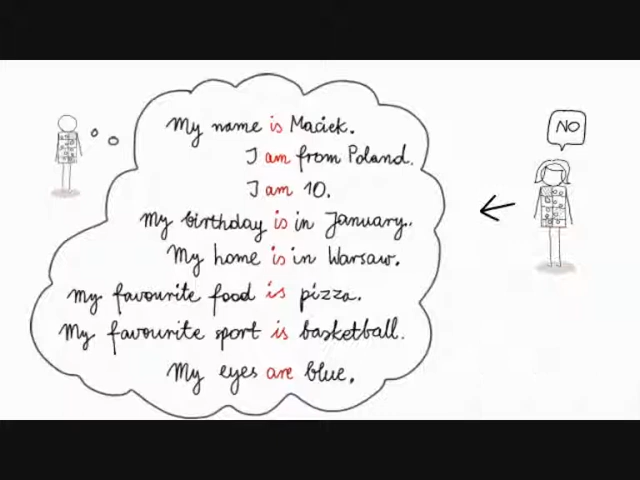 My name is Maciek.
I am from Poland.
I am 10.
My birthday is in January..
My home is in Warsaw.
My favourite food is pizza.
My favourite sport is basketball.
My eyes are blue.
NO